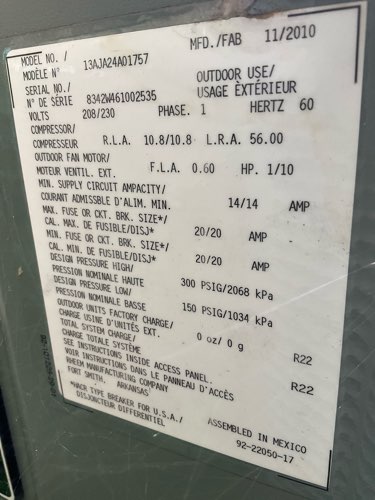 MODEL NO. /
MODÈLE N° 13AJA24A01757 MFD./FAB 11/2010
SERIAL NO./ OUTDOOR USE/
N° DE SÉRIE 8342W461002535 USAGE EXTÉRIEUR
VOLTS 208/230 PHASE. 1 HERTZ 60
COMPRESSOR/
COMPRESSEUR R.L.A. 10.8/10.8 L.R.A. 56.00
OUTDOOR FAN MOTOR/
MOTEUR VENTIL. EXT. F.L.A. 0.60 HP. 1/10
MIN. SUPPLY CIRCUIT AMPACITY/
COURANT ADMISSBLE D'ALIM. MIN. 14/14 AMP
MAX. FUSE OR CKT. BRK. SIZE*/
CAL. MAX. DE FUSIBLE/DISJ* 20/20 AMP
MIN. FUSE OR CKT. BRK. SIZE*/
CAL. MIN. DE FUSIBLE/DISJ* 20/20 AMP
DESIGN PRESSURE HIGH/
PRESSION NOMINALE HAUTE 300 PSIG/2068 kPa
DESIGN PRESSURE LOW/
PRESSION NOMINALE BASSE 150 PSIG/1034 kPa
OUTDOOR UNITS FACTORY CHARGE/
CHARGE USINE D'UNITÉS EXT. 0 oz/ 0 g R22
TOTAL SYSTEM CHARGE/
CHARGE TOTALE SYSTÈME
SEE INSTRUCTIONS INSIDE ACCESS PANEL.
VOIR INSTRUCTIONS DANS LE PANNEAU D'ACCÈS R22
RHEEM MANUFACTURING COMPANY
FORT SMITH, ARKANSAS
*HACR TYPE BREAKER FOR U.S.A./
DISJONCTEUR DIFFERENTIEL ASSEMBLED IN MEXICO
92-22050-17